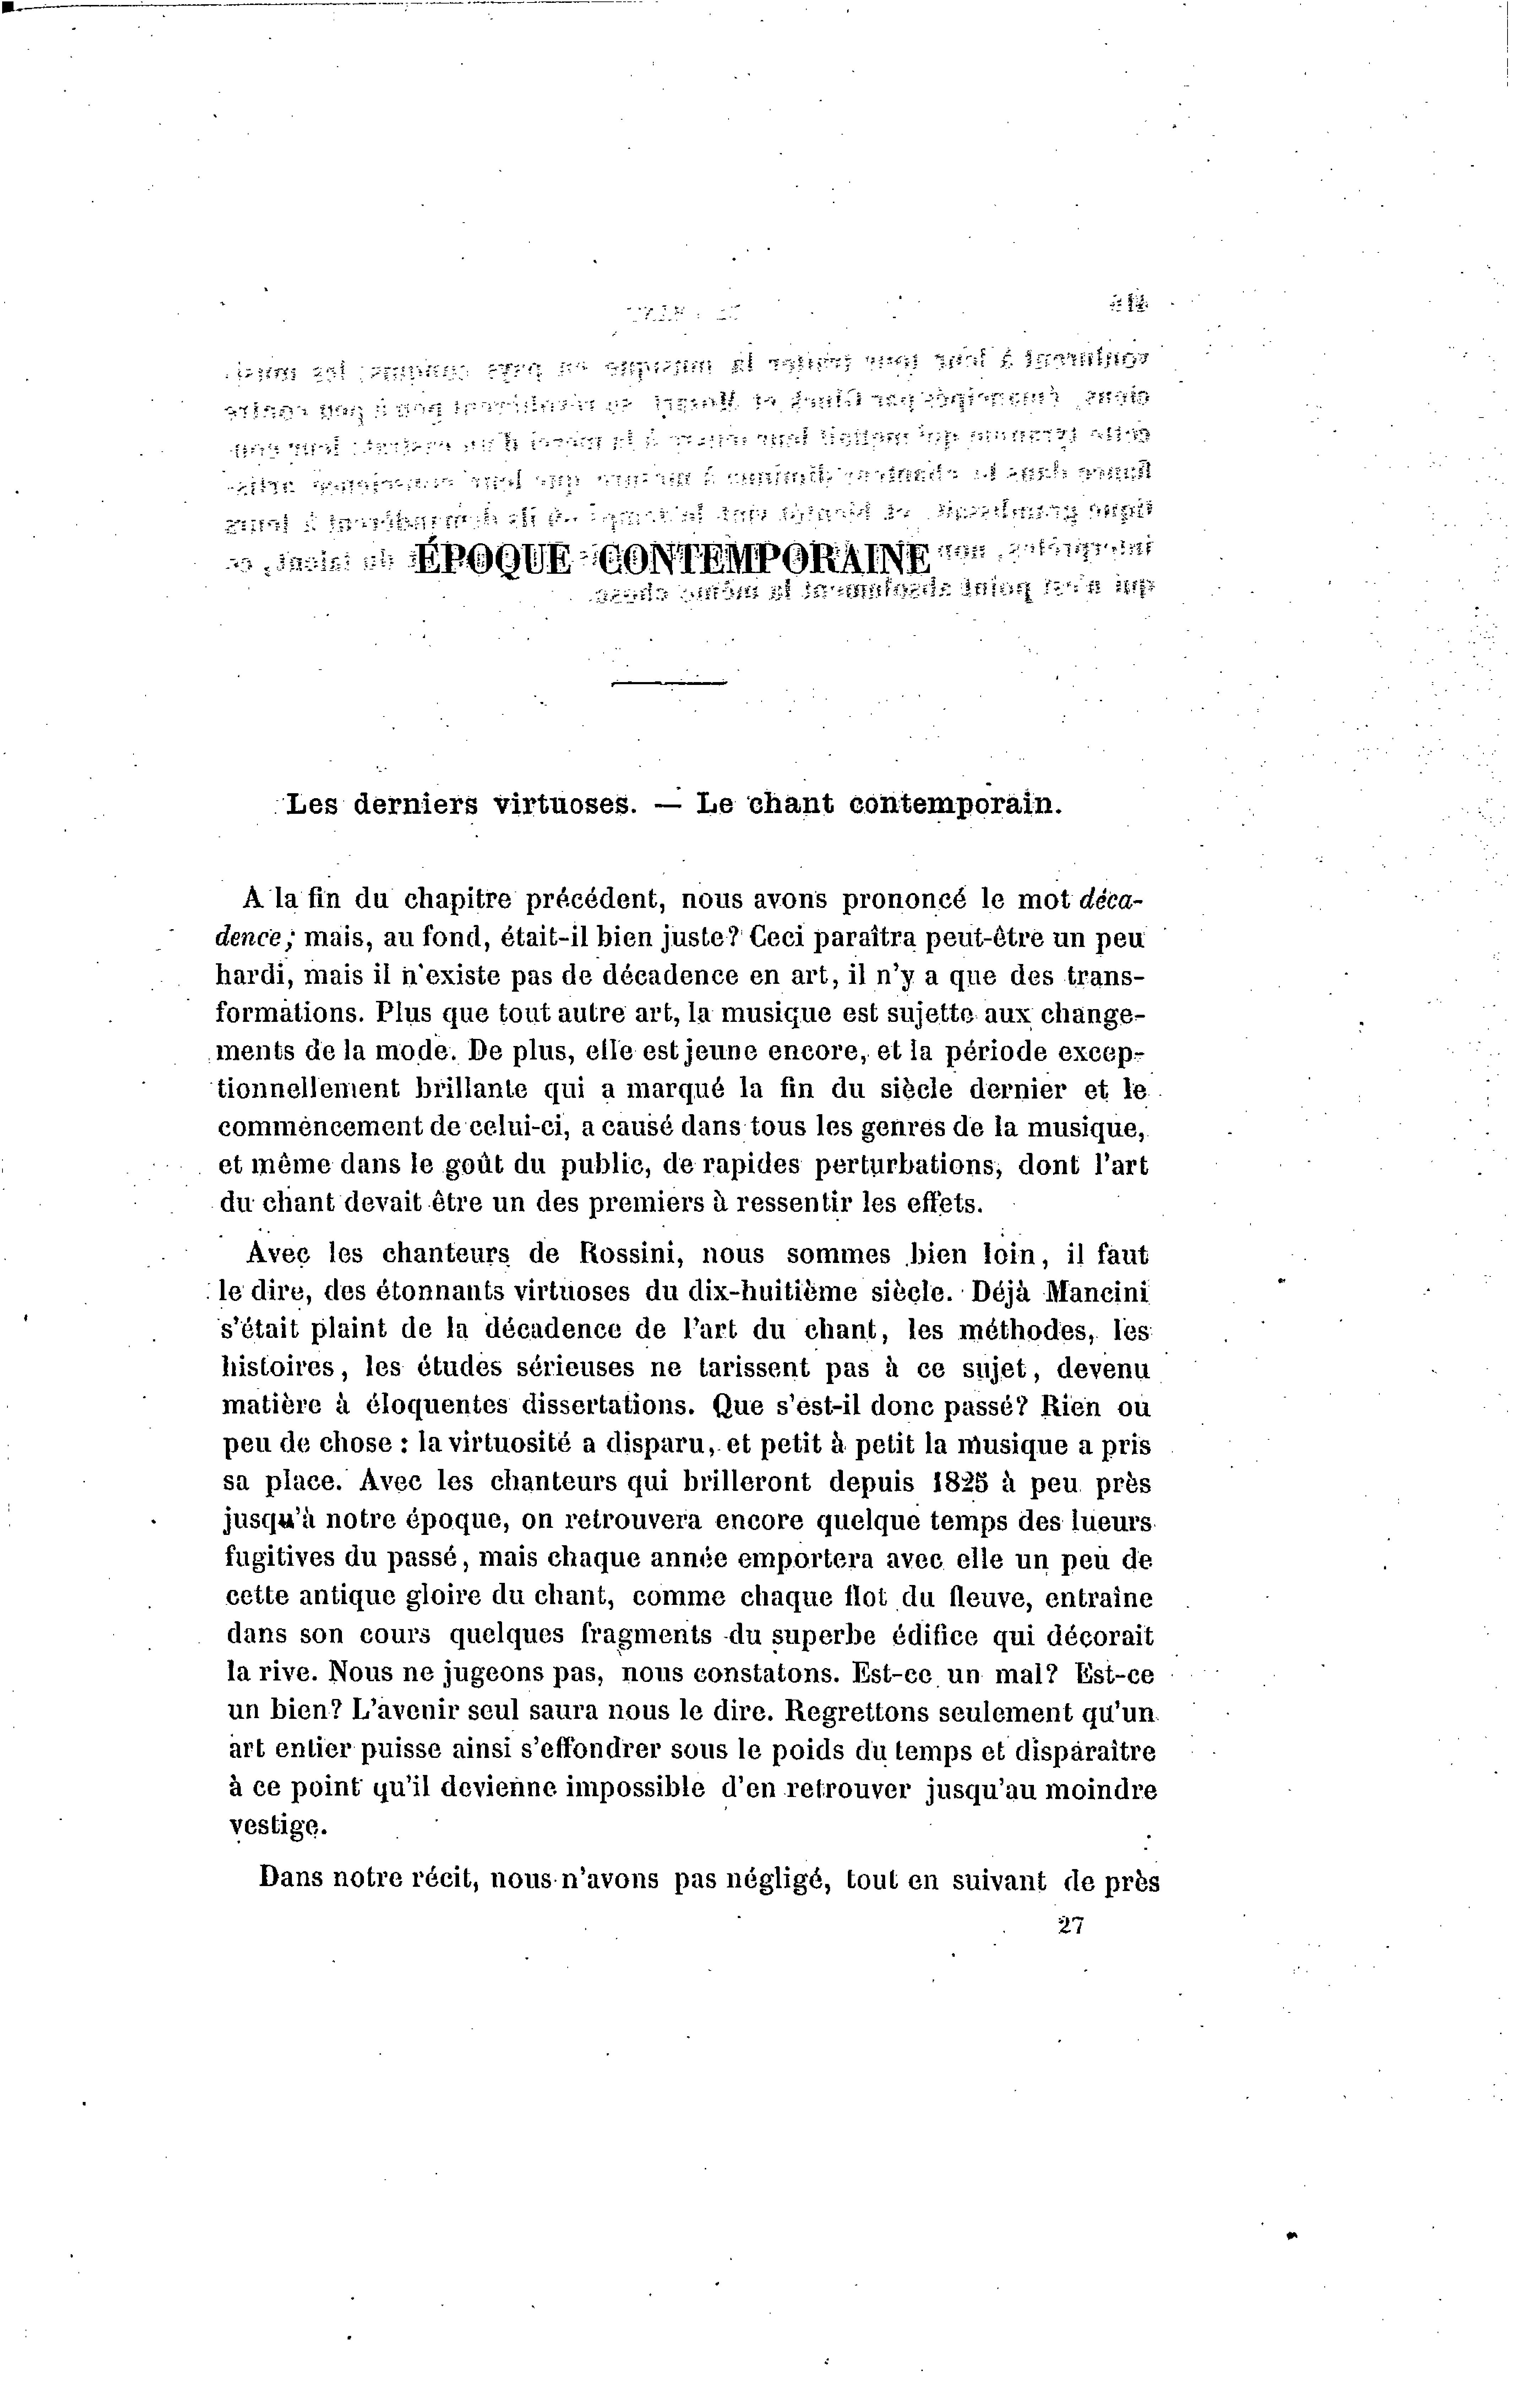 ÉPOQUE CONTEMPORAINE
Les derniers virtuoses. — Le chant contemporain.
A la fin du chapitre précédent, nous avons prononcé le mot déca-
dence; mais, au fond, était-il bien juste? Ceci paraîtra peut-être un peu
hardi, mais il n'existe pas de décadence en art, il n'y a que des trans-
formations. Plus que tout autre art, la musique est sujette aux change-
ments de la mode. De plus, elle est jeune encore, et la période excep-
tionnellement brillante qui a marqué la fin du siècle dernier et le
commencement de celui-ci, a causé dans tous les genres de la musique,
et même dans le goût du public, de rapides perturbations, dont l'art
du chant devait être un des premiers à ressentir les effets.
Avec les chanteurs de Rossini, nous sommes bien loin, il faut
le dire, des étonnants virtuoses du dix-huitième siècle. Déjà Mancini
s'était plaint de la décadence de l'art du chant, les méthodes, les
histoires, les études sérieuses ne tarissent pas à ce sujet, devenu
matière à éloquentes dissertations. Que s'est-il donc passé? Rien ou
peu de chose : la virtuosité a disparu, et petit à petit la musique a pris
sa place. Avec les chanteurs qui brilleront depuis 1825 à peu près
jusqu'à notre époque, on retrouvera encore quelque temps des lueurs
fugitives du passé, mais chaque année emportera avec elle un peu de
cette antique gloire du chant, comme chaque flot du fleuve, entraine
dans son cours quelques fragments du superbe édifice qui décorait
la rive. Nous ne jugeons pas, nous constatons. Est-ce un mal? Est-ce
un bien? L'avenir seul saura nous le dire. Regrettons seulement qu'un
art entier puisse ainsi s'effondrer sous le poids du temps et disparaître
à ce point qu'il devienne impossible d'en retrouver jusqu'au moindre
vestige.
Dans notre récit, nous n'avons pas négligé, tout en suivant de près
27